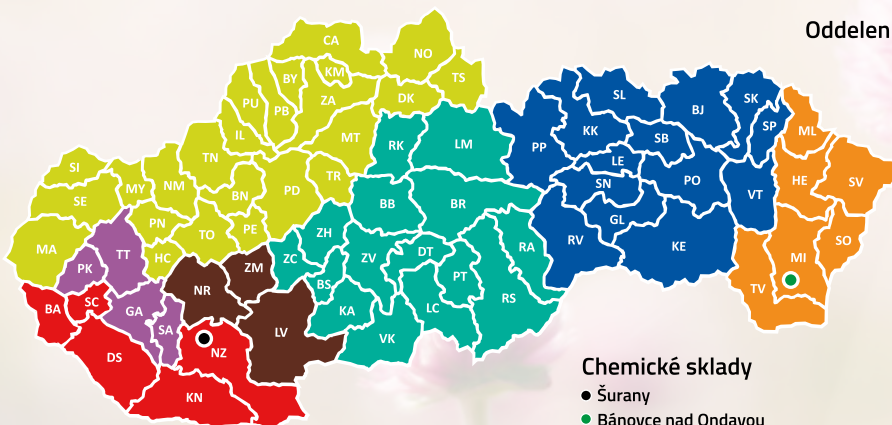 Oddelen
CA
NO
BY
KM
TS
PU
PB
ZA
DK
SL
BJ
SK
IL
MT
RK
LM
PP
KK
SB
SP
ML
TN
LE
SI
MY
NM
BN
PD
TR
SN
PO
VT
HE
SV
SE
BB
BR
PN
TO
PE
ZH
RV
GL
KE
SO
MA
TT
HC
ZC
ZV
DT
RA
MI
PK
ZM
BS
PT
TV
BA
SC
NR
GA
SA
KA
LC
RS
LV
VK
DS
NZ
KN
Chemické sklady
Šurany
Bánovce nad Ondavou